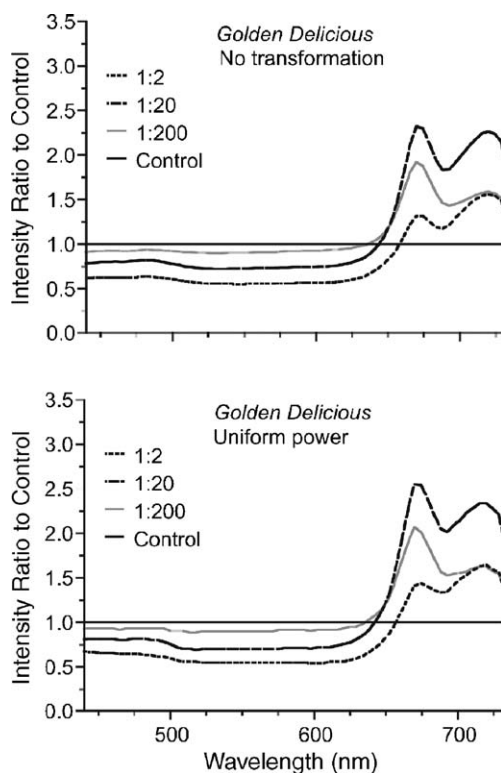 Golden Delicious
No transformation
1:2
1:20
1:200
Control
Intensity Ratio to Control
3.5
3.0
2.5
2.0
1.5
1.0
0.5
0.0
Golden Delicious
Uniform power
1:2
1:20
1:200
Control
Intensity Ratio to Control
3.5
3.0
2.5
2.0
1.5
1.0
0.5
0.0
500
600
700
Wavelength (nm)